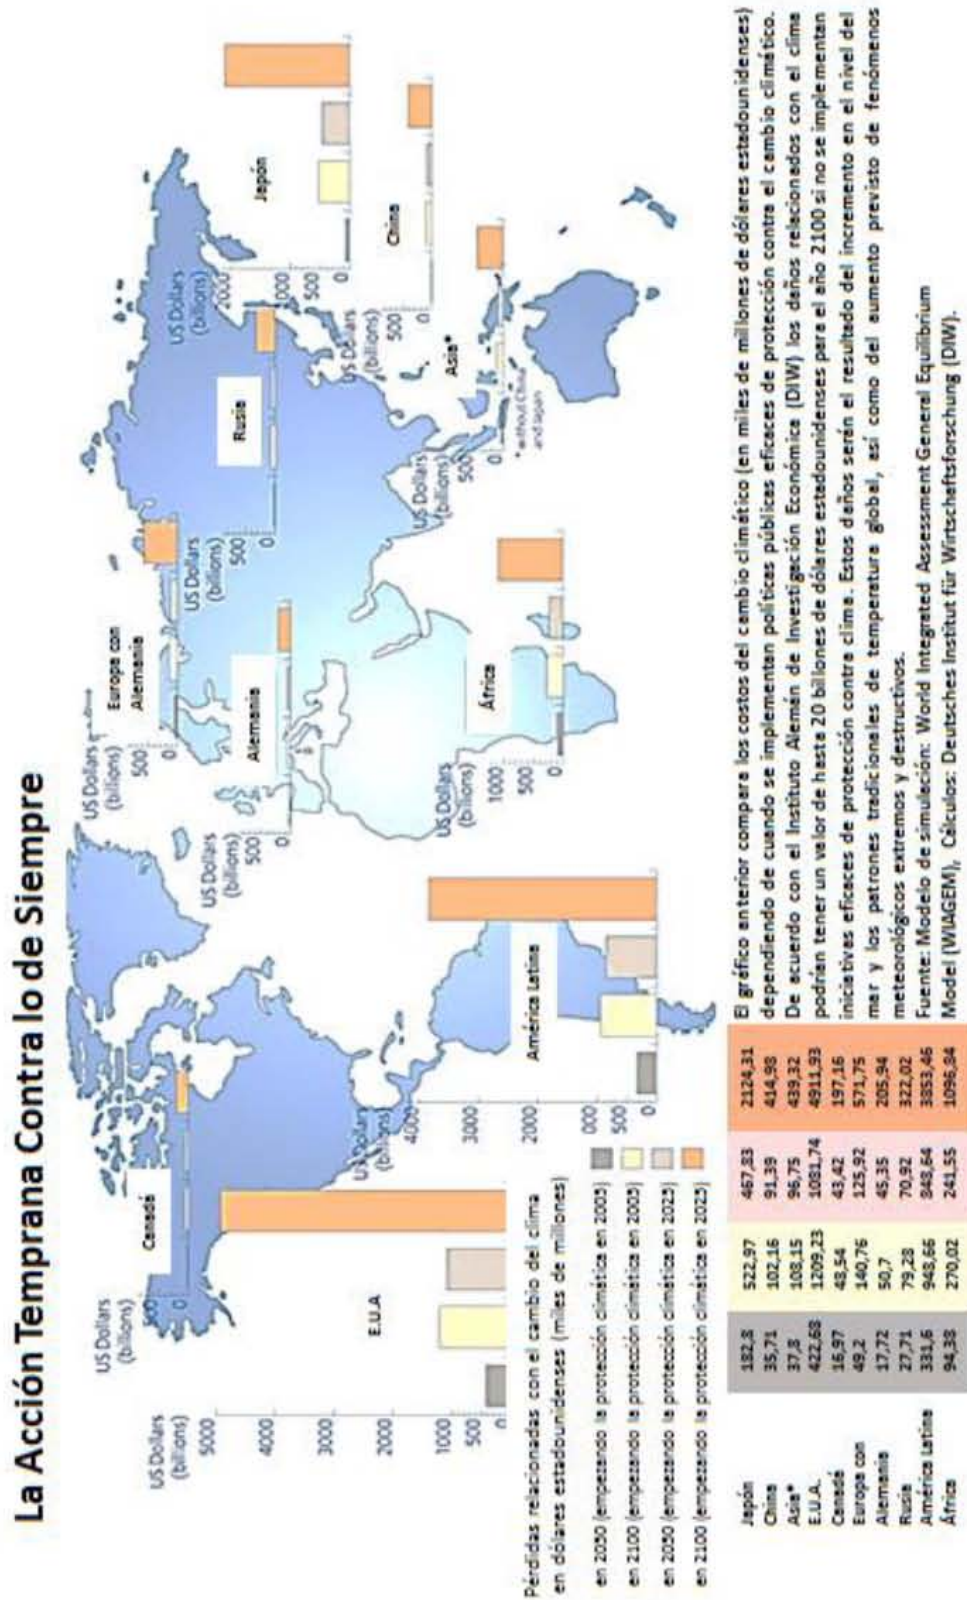 La Acción Temprana Contra lo de Siempre
US Dollars
(billions)
500
0
Canadá
US Dollars
(billions)
5000
4000
3000
2000
1000
500
0
E.U.A
US Dollars
(billions)
4000
3000
2000
500
0
América Latina
US Dollars
(billions)
500
0
Europa con
Alemania
US Dollars
(billions)
500
0
Alemania
US Dollars
(billions)
500
0
Rusia
US Dollars
(billions)
1000
500
0
África
US Dollars
(billions)
2000
1000
500
0
Japón
US Dollars
(billions)
500
0
China
US Dollars
(billions)
500
0
Asia*
*without China
and Japan
Pérdidas relacionadas con el cambio del clima
en dólares estadounidenses (miles de millones)
en 2050 (empezando la protección climática en 2005)
en 2100 (empezando la protección climática en 2005)
en 2050 (empezando la protección climática en 2025)
en 2100 (empezando la protección climática en 2025)
Japón 182,8 522,97 467,83 2124,31
China 35,71 102,16 91,39 414,98
Asia* 37,8 108,15 96,75 439,32
E.U.A. 422,68 1209,23 1081,74 4911,93
Canadá 16,97 48,54 43,42 197,16
Europa con 49,2 140,76 125,92 571,75
Alemania 17,72 50,7 45,35 205,94
Rusia 27,71 79,28 70,92 322,02
América Latina 331,6 948,66 848,64 3853,46
África 94,38 270,02 241,55 1096,84
El gráfico anterior compara los costos del cambio climático (en miles de millones de dólares estadounidenses)
dependiendo de cuando se implementan políticas públicas eficaces de protección contra el cambio climático.
De acuerdo con el Instituto Alemán de Investigación Económica (DIW) los daños relacionados con el clima
podrían tener un valor de hasta 20 billones de dólares estadounidenses para el año 2100 si no se implementan
iniciativas eficaces de protección contra clima. Estos daños serán el resultado del incremento en el nivel del
mar y los patrones tradicionales de temperatura global, así como del aumento previsto de fenómenos
meteorológicos extremos y destructivos.
Fuente: Modelo de simulación: World Integrated Assessment General Equilibrium
Model (WIAGEM), Cálculos: Deutsches Institut für Wirtschaftsforschung (DIW).